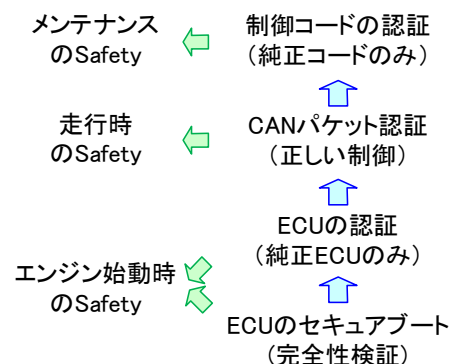 メンテナンス
のSafety
制御コードの認証
（純正コードのみ）
走行時
のSafety
CANパケット認証
（正しい制御）
ECUの認証
（純正ECUのみ）
エンジン始動時
のSafety
ECUのセキュアブート
（完全性検証）